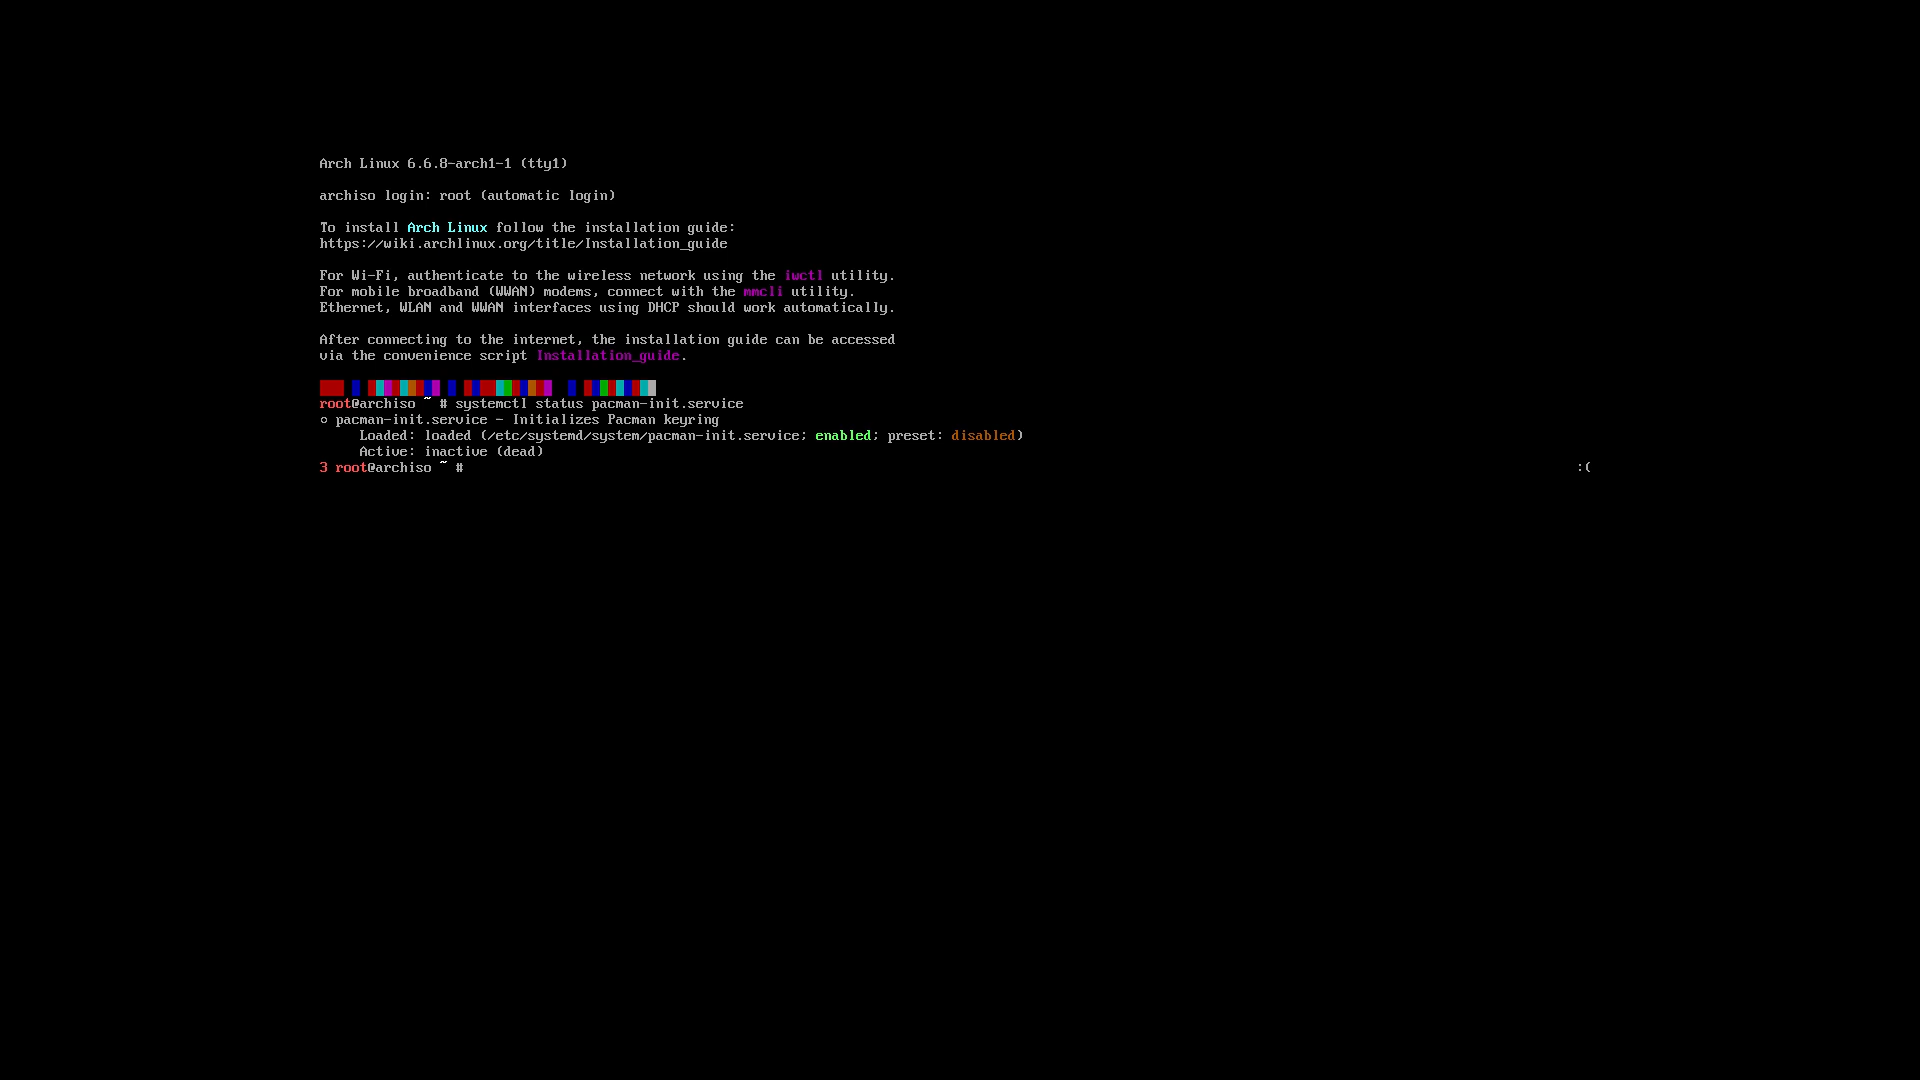 Arch Linux 6.6.8-arch1-1 (tty1)
archiso login: root (automatic login)
To install Arch Linux follow the installation guide:
https://wiki.archlinux.org/title/Installation_guide
For Wi-Fi, authenticate to the wireless network using the iwctl utility.
For mobile broadband (WWAN) modems, connect with the mmcli utility.
Ethernet, WLAN and WWAN interfaces using DHCP should work automatically.
After connecting to the internet, the installation guide can be accessed
via the convenience script Installation_guide.
root@archiso ~ # systemctl status pacman-init.service
○ pacman-init.service - Initializes Pacman keyring
     Loaded: loaded (/etc/systemd/system/pacman-init.service; enabled; preset: disabled)
     Active: inactive (dead)
3 root@archiso ~ # :(